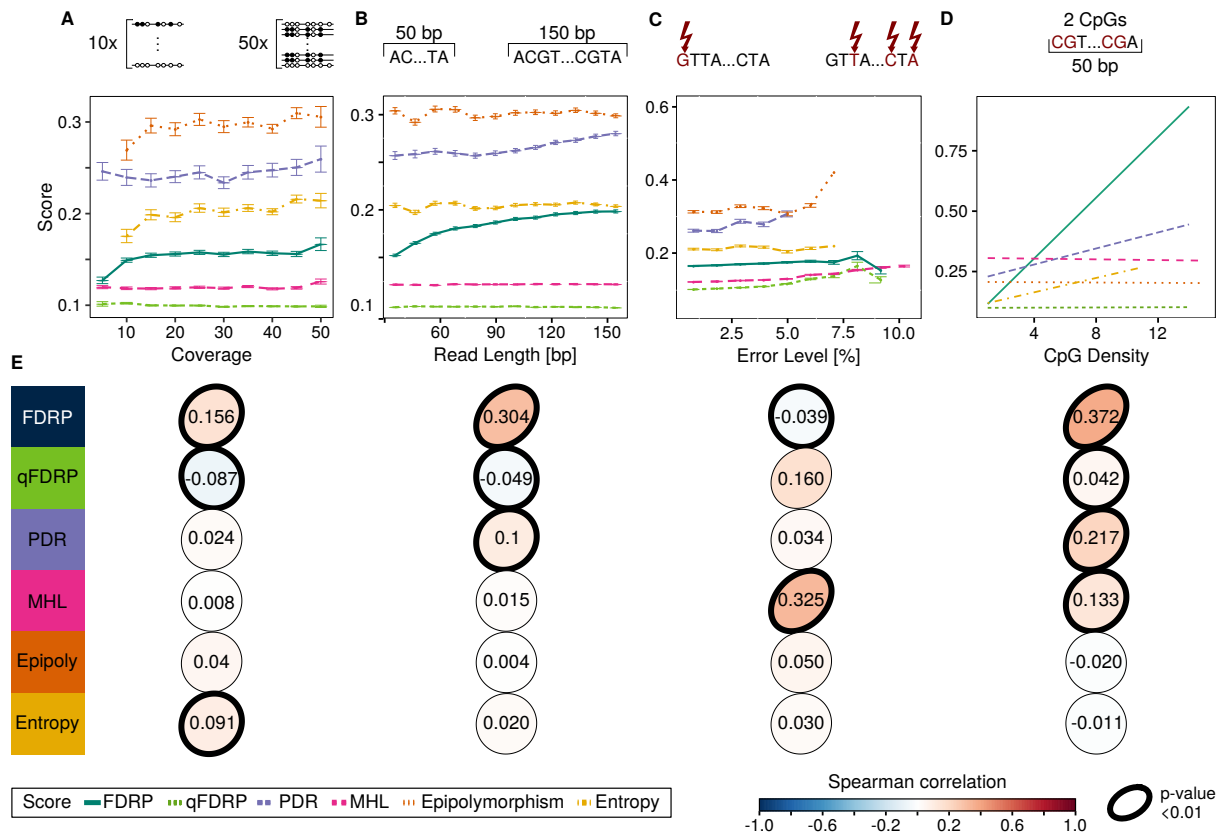 A
10x
50x
B
50 bp
AC...TA
150 bp
ACGT...CGTA
C
GTTA...CTA
GTTA...CTA
D
2 CpGs
CGT...CGA
50 bp
Score
0.3
0.2
0.1
10 20 30 40 50
Coverage
0.3
0.2
0.1
60 90 120 150
Read Length [bp]
0.6
0.4
0.2
2.5 5.0 7.5 10.0
Error Level [%]
0.75
0.50
0.25
4 8 12
CpG Density
E
FDRP 0.156 0.304 -0.039 0.372
qFDRP -0.087 -0.049 0.160 0.042
PDR 0.024 0.1 0.034 0.217
MHL 0.008 0.015 0.325 0.133
Epipoly 0.04 0.004 0.050 -0.020
Entropy 0.091 0.020 0.030 -0.011
Score FDRP qFDRP PDR MHL Epipolymorphism Entropy
Spearman correlation
-1.0 -0.6 -0.2 0.2 0.6 1.0
p-value
<0.01